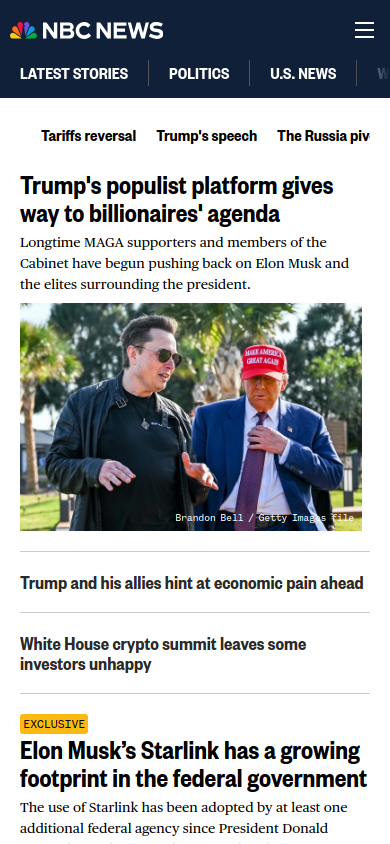 NBC NEWS
LATEST STORIES
POLITICS
U.S. NEWS
Tariffs reversal
Trump's speech
The Russia
Trump's populist platform gives
way to billionaires' agenda
Longtime MAGA supporters and members of the
Cabinet have begun pushing back on Elon Musk and
the elites surrounding the president.
MAKE AMERICA
GREAT AGAIN
Brandon Bell / Getty Images file
Trump and his allies hint at economic pain ahead
White House crypto summit leaves some
investors unhappy
EXCLUSIVE
Elon Musk’s Starlink has a growing
footprint in the federal government
The use of Starlink has been adopted by at least one
additional federal agency since President Donald